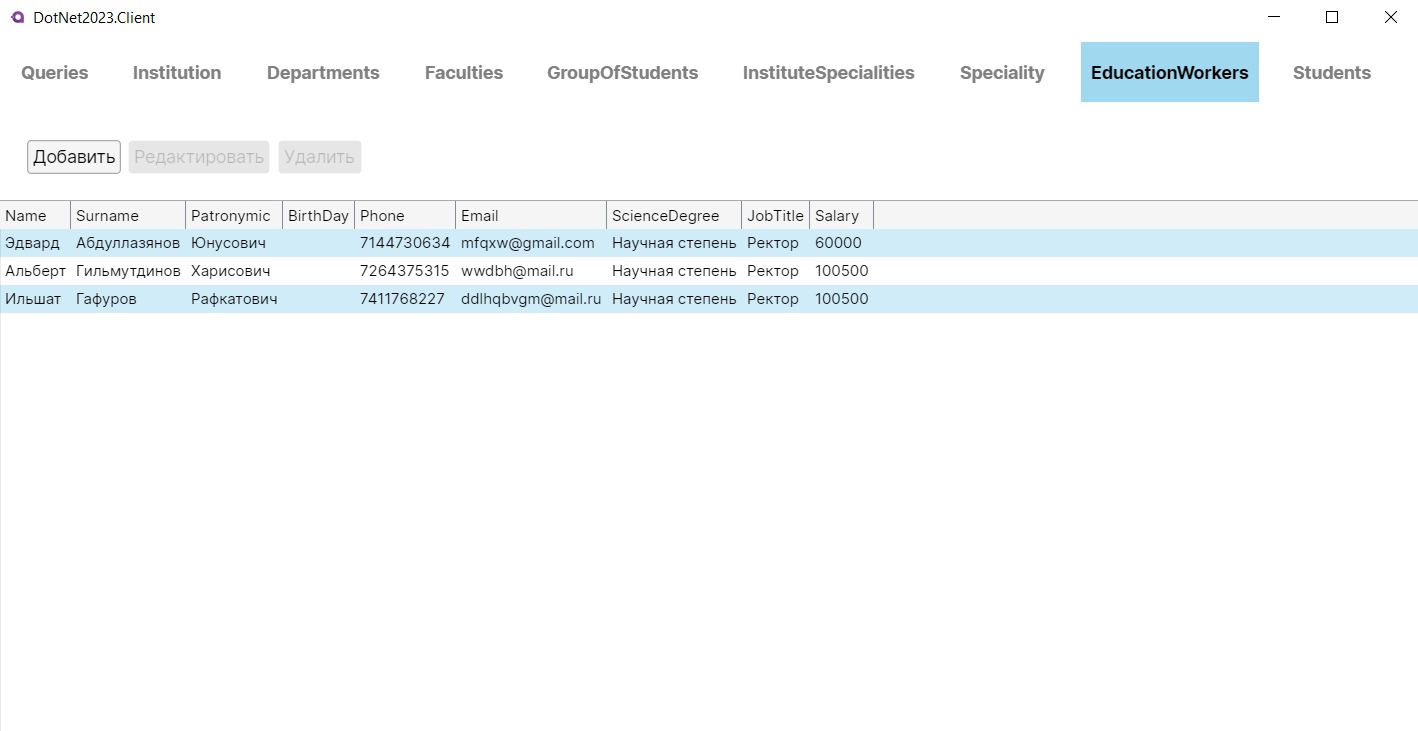 DotNet2023.Client
Queries Institution Departments Faculties GroupOfStudents InstituteSpecialities Speciality EducationWorkers Students
Добавить Редактировать Удалить
Name Surname Patronymic BirthDay Phone Email ScienceDegree JobTitle Salary
Эдвард Абдуллазянов Юнусович 7144730634 mfqxw@gmail.com Научная степень Ректор 60000
Альберт Гильмутдинов Харисович 7264375315 wwdbh@mail.ru Научная степень Ректор 100500
Ильшат Гафуров Рафкатович 7411768227 ddlhqbvgm@mail.ru Научная степень Ректор 100500